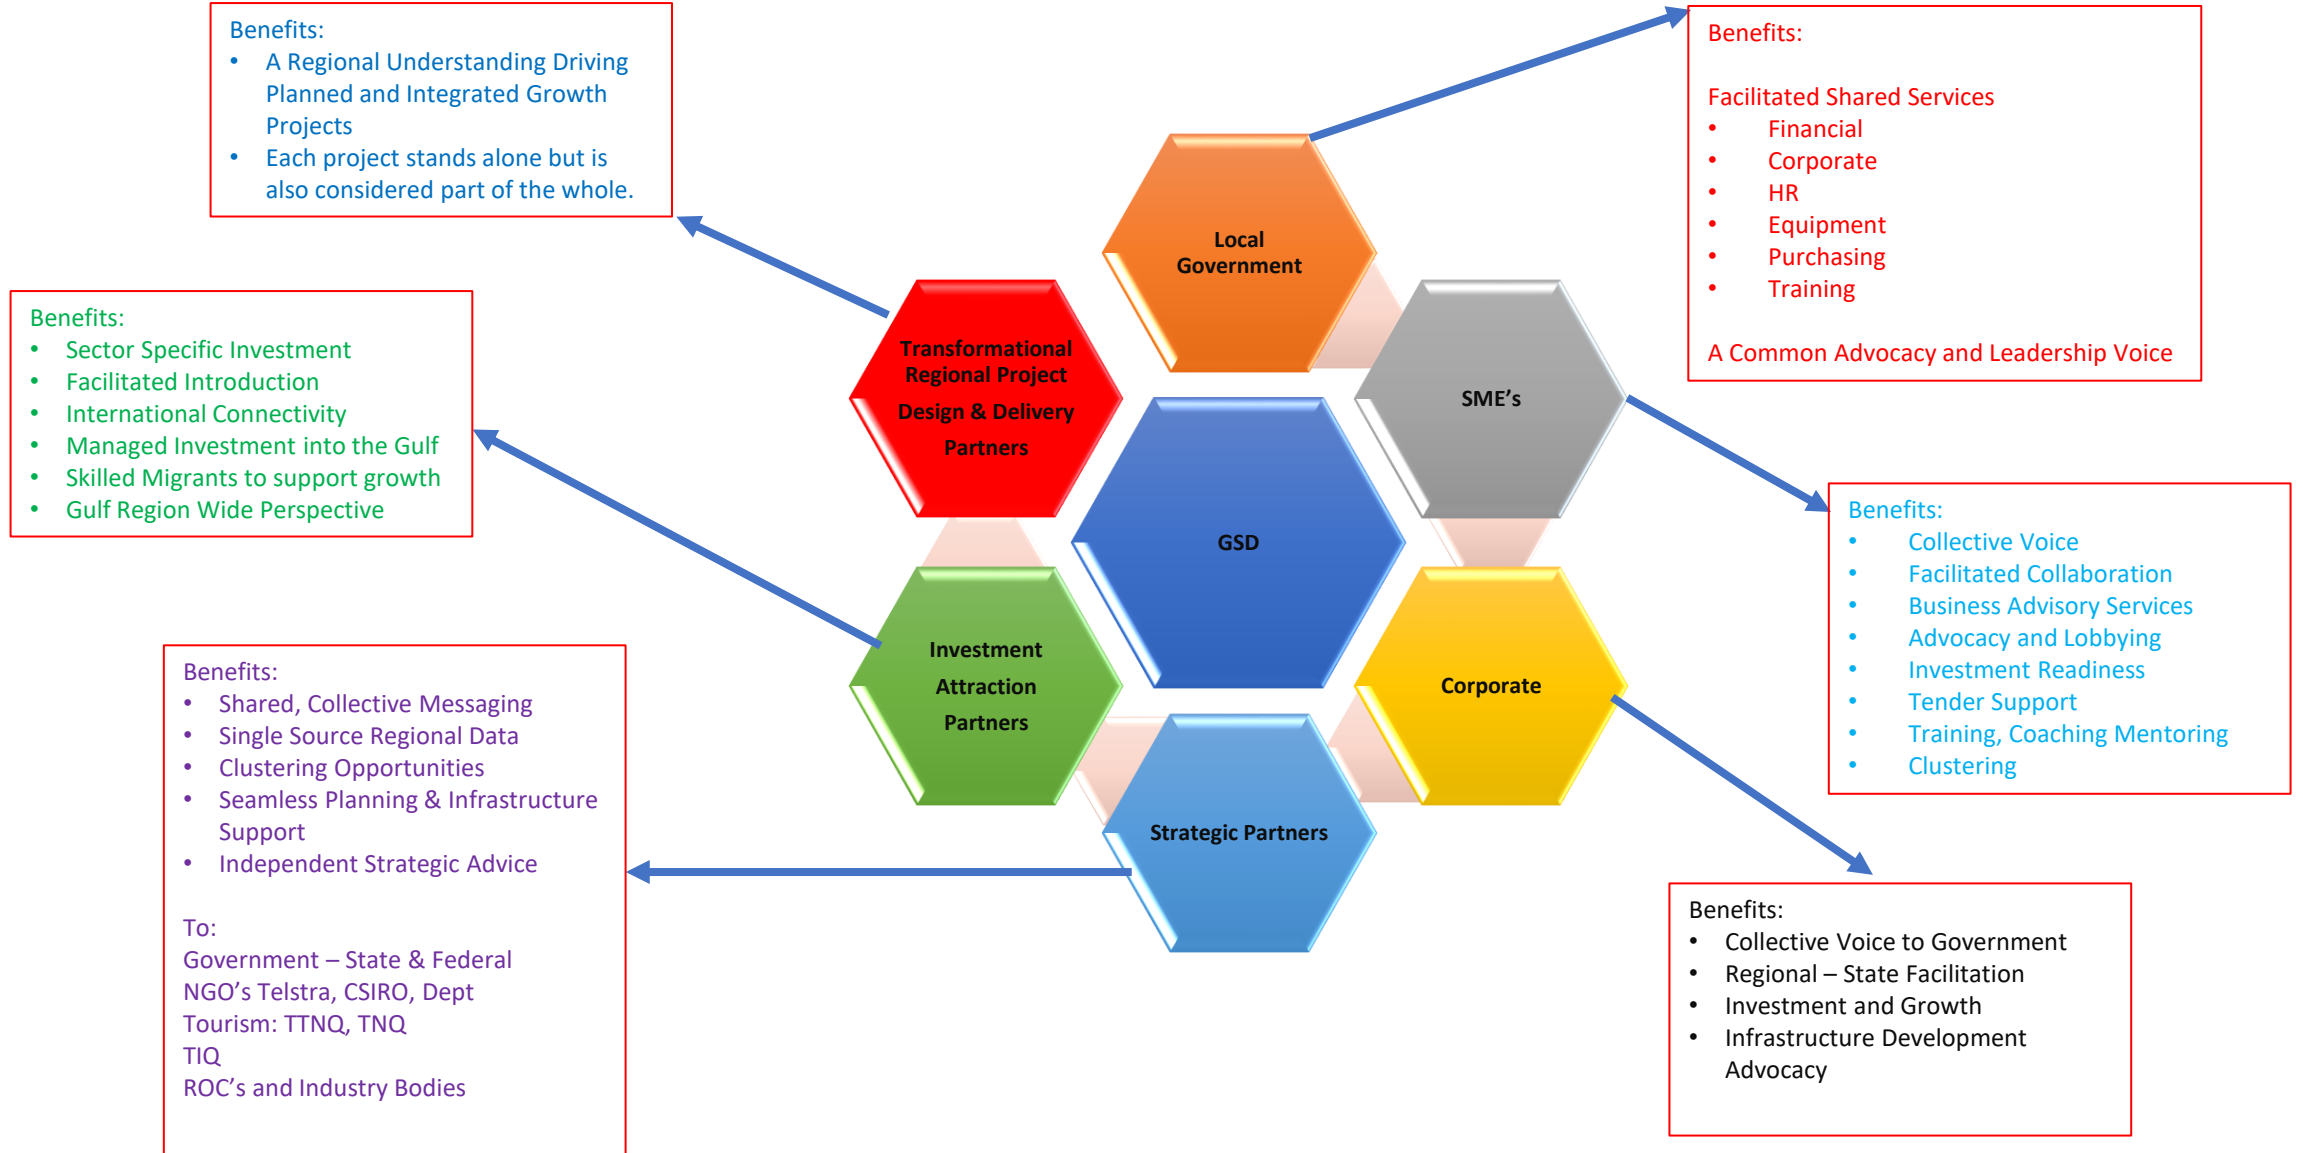 Benefits:
• A Regional Understanding Driving
Planned and Integrated Growth
Projects
• Each project stands alone but is
also considered part of the whole.
Benefits:
Facilitated Shared Services
• Financial
• Corporate
• HR
• Equipment
• Purchasing
• Training
A Common Advocacy and Leadership Voice
Local
Government
Benefits:
• Sector Specific Investment
• Facilitated Introduction
• International Connectivity
• Managed Investment into the Gulf
• Skilled Migrants to support growth
• Gulf Region Wide Perspective
Transformational
Regional Project
Design & Delivery
Partners
SME's
GSD
Benefits:
• Collective Voice
• Facilitated Collaboration
• Business Advisory Services
• Advocacy and Lobbying
• Investment Readiness
• Tender Support
• Training, Coaching Mentoring
• Clustering
Investment
Attraction
Partners
Corporate
Strategic Partners
Benefits:
• Shared, Collective Messaging
• Single Source Regional Data
• Clustering Opportunities
• Seamless Planning & Infrastructure
Support
• Independent Strategic Advice
To:
Government – State & Federal
NGO's Telstra, CSIRO, Dept
Tourism: TTNQ, TNQ
TIQ
ROC's and Industry Bodies
Benefits:
• Collective Voice to Government
• Regional – State Facilitation
• Investment and Growth
• Infrastructure Development
Advocacy